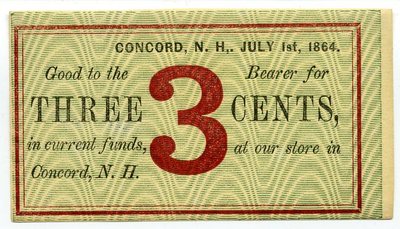 CONCORD, N. H,. JULY 1st, 1864.
Good to the Bearer for
THREE 3 CENTS,
in current funds, at our store in
Concord, N. H.